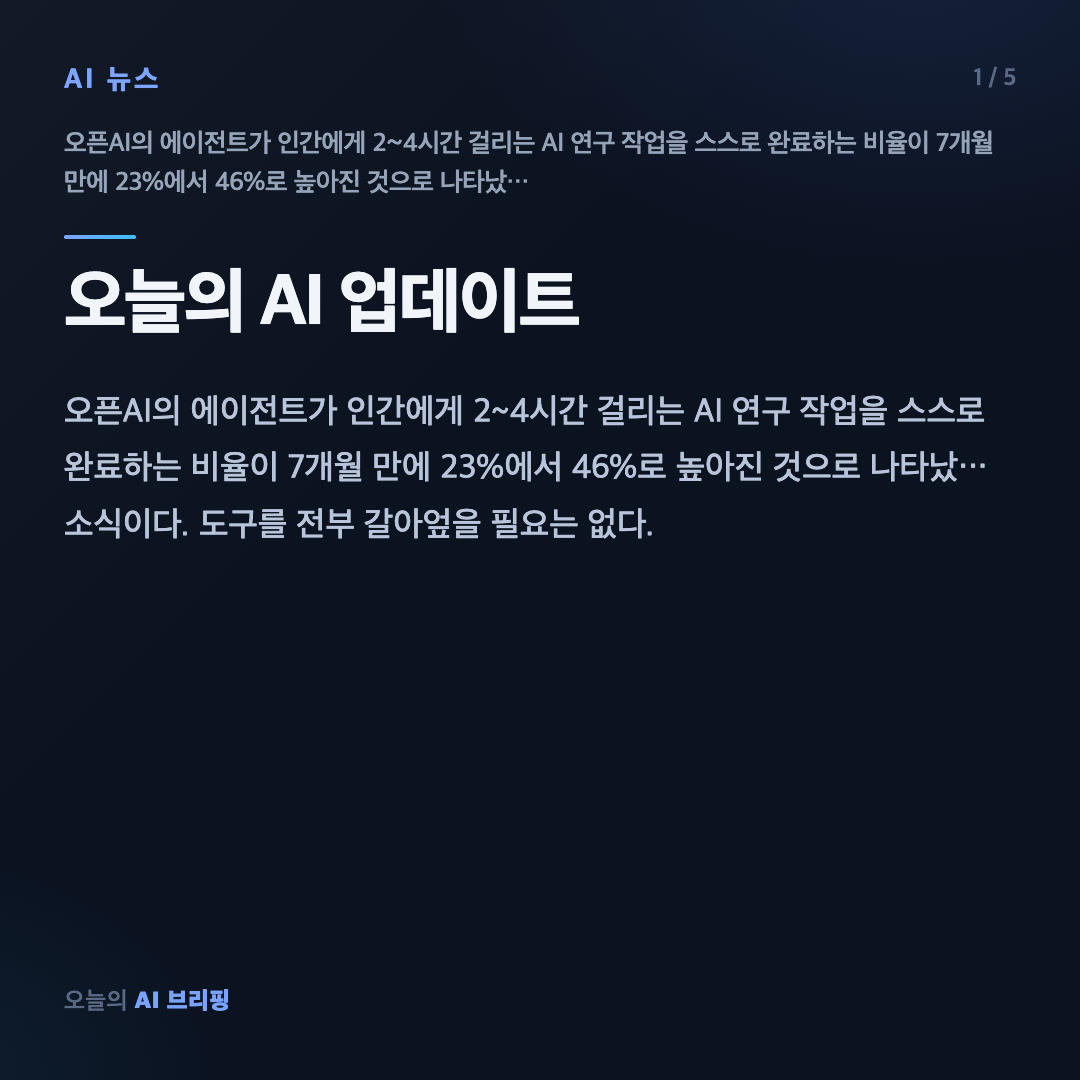 AI 뉴스
1 / 5
오픈AI의 에이전트가 인간에게 2~4시간 걸리는 AI 연구 작업을 스스로 완료하는 비율이 7개월
만에 23%에서 46%로 높아진 것으로 나타났…
오늘의 AI 업데이트
오픈AI의 에이전트가 인간에게 2~4시간 걸리는 AI 연구 작업을 스스로
완료하는 비율이 7개월 만에 23%에서 46%로 높아진 것으로 나타났…
소식이다. 도구를 전부 갈아엎을 필요는 없다.
오늘의 AI 브리핑